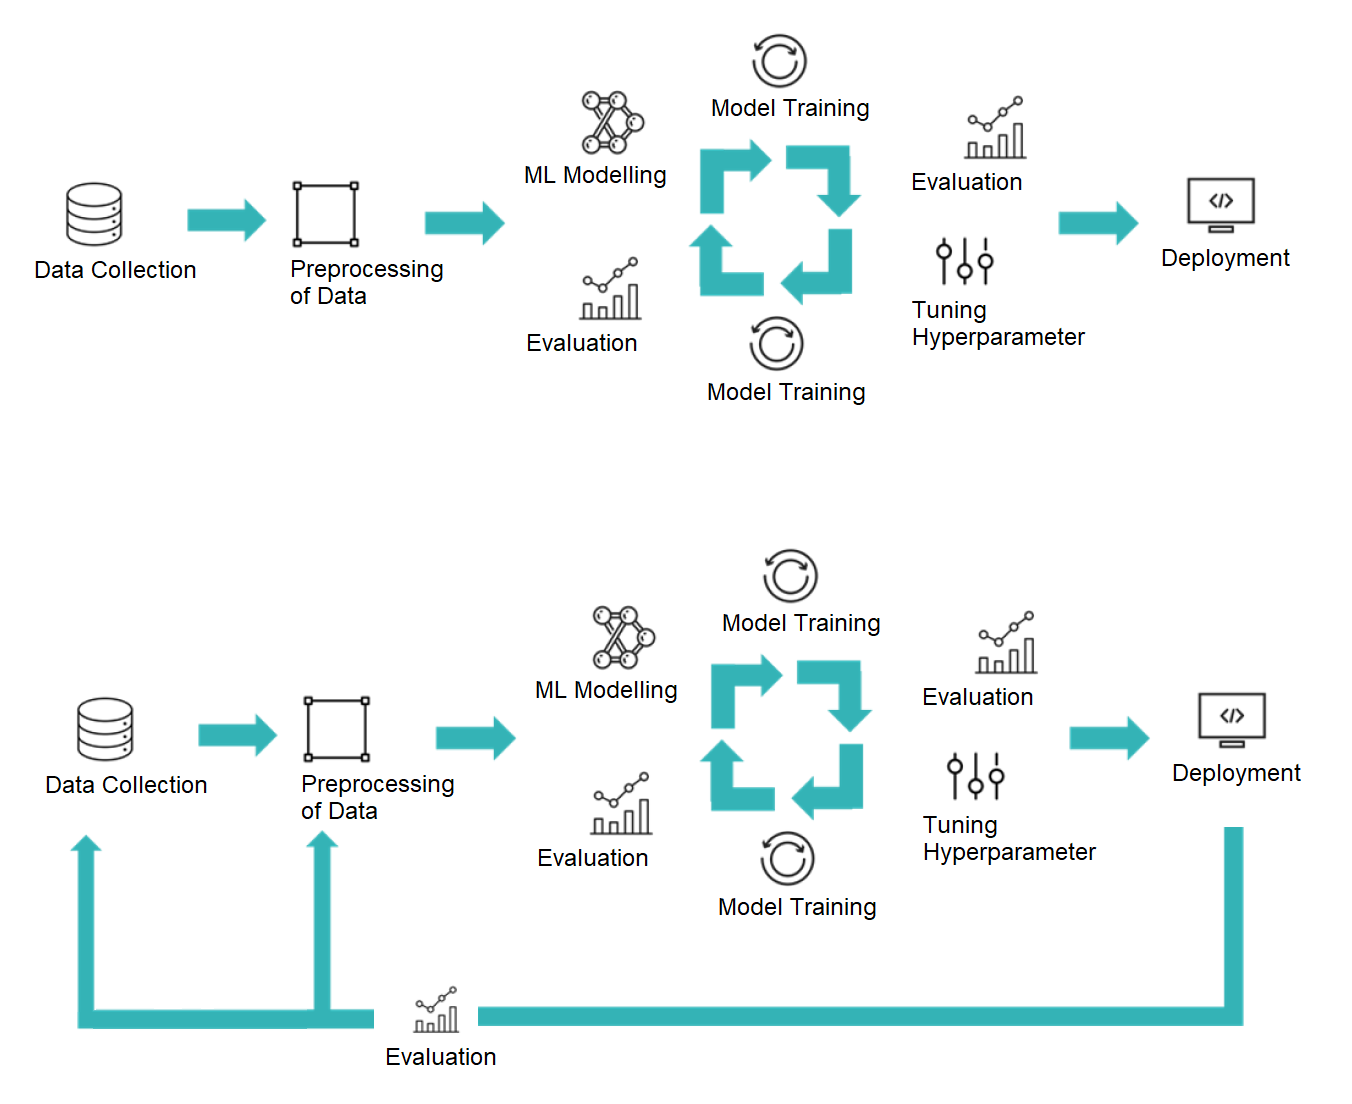 Model Training
ML Modelling
Evaluation
Data Collection
Preprocessing
of Data
Deployment
Evaluation
Tuning
Hyperparameter
Model Training
Model Training
ML Modelling
Evaluation
Data Collection
Preprocessing
of Data
Deployment
Evaluation
Tuning
Hyperparameter
Model Training
Evaluation